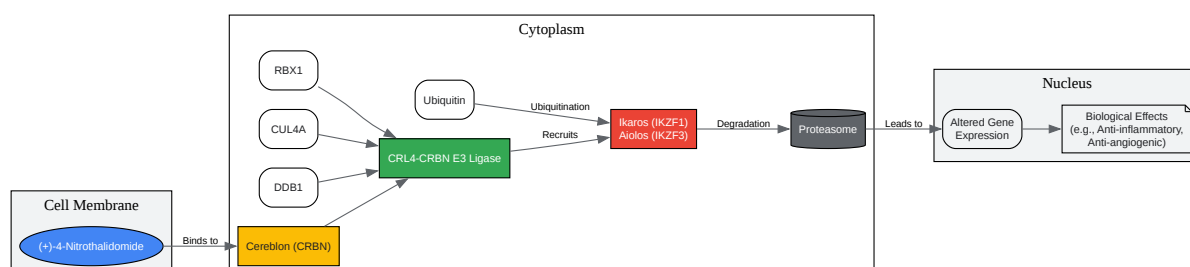 Cytoplasm
RBX1
CUL4A
DDB1
Ubiquitin
Ubiquitination
Recruits
CRL4-CRBN E3 Ligase
Ikaros (IKZF1)
Aiolos (IKZF3)
Degradation
Proteasome
Leads to
Nucleus
Altered Gene
Expression
Biological Effects
(e.g., Anti-inflammatory,
Anti-angiogenic)
Cell Membrane
(+)-4-Nitrothalidomide
Binds to
Cereblon (CRBN)